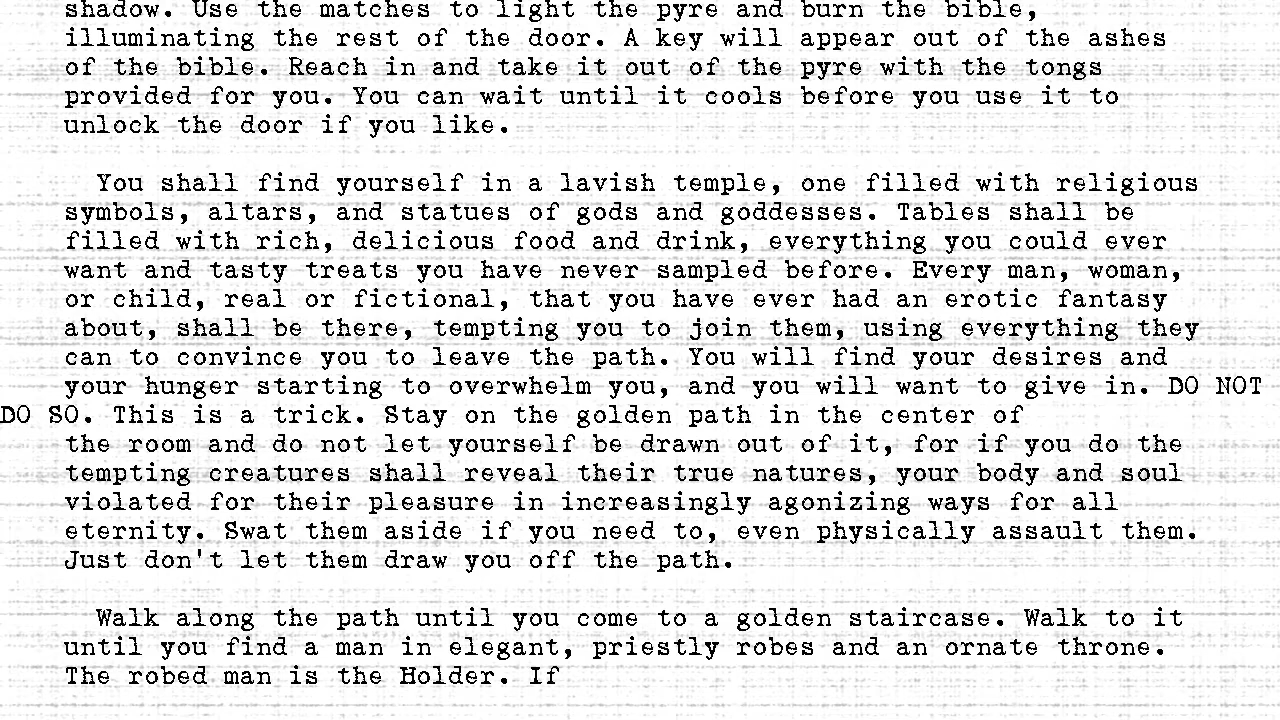 shadow. Use the matches to light the pyre and burn the bible,
illuminating the rest of the door. A key will appear out of the ashes
of the bible. Reach in and take it out of the pyre with the tongs
provided for you. You can wait until it cools before you use it to
unlock the door if you like.
You shall find yourself in a lavish temple, one filled with religious
symbols, altars, and statues of gods and goddesses. Tables shall be
filled with rich, delicious food and drink, everything you could ever
want and tasty treats you have never sampled before. Every man, woman,
or child, real or fictional, that you have ever had an erotic fantasy
about, shall be there, tempting you to join them, using everything they
can to convince you to leave the path. You will find your desires and
your hunger starting to overwhelm you, and you will want to give in. DO NOT
DO SO. This is a trick. Stay on the golden path in the center of
the room and do not let yourself be drawn out of it, for if you do the
tempting creatures shall reveal their true natures, your body and soul
violated for their pleasure in increasingly agonizing ways for all
eternity. Swat them aside if you need to, even physically assault them.
Just don't let them draw you off the path.
Walk along the path until you come to a golden staircase. Walk to it
until you find a man in elegant, priestly robes and an ornate throne.
The robed man is the Holder. If